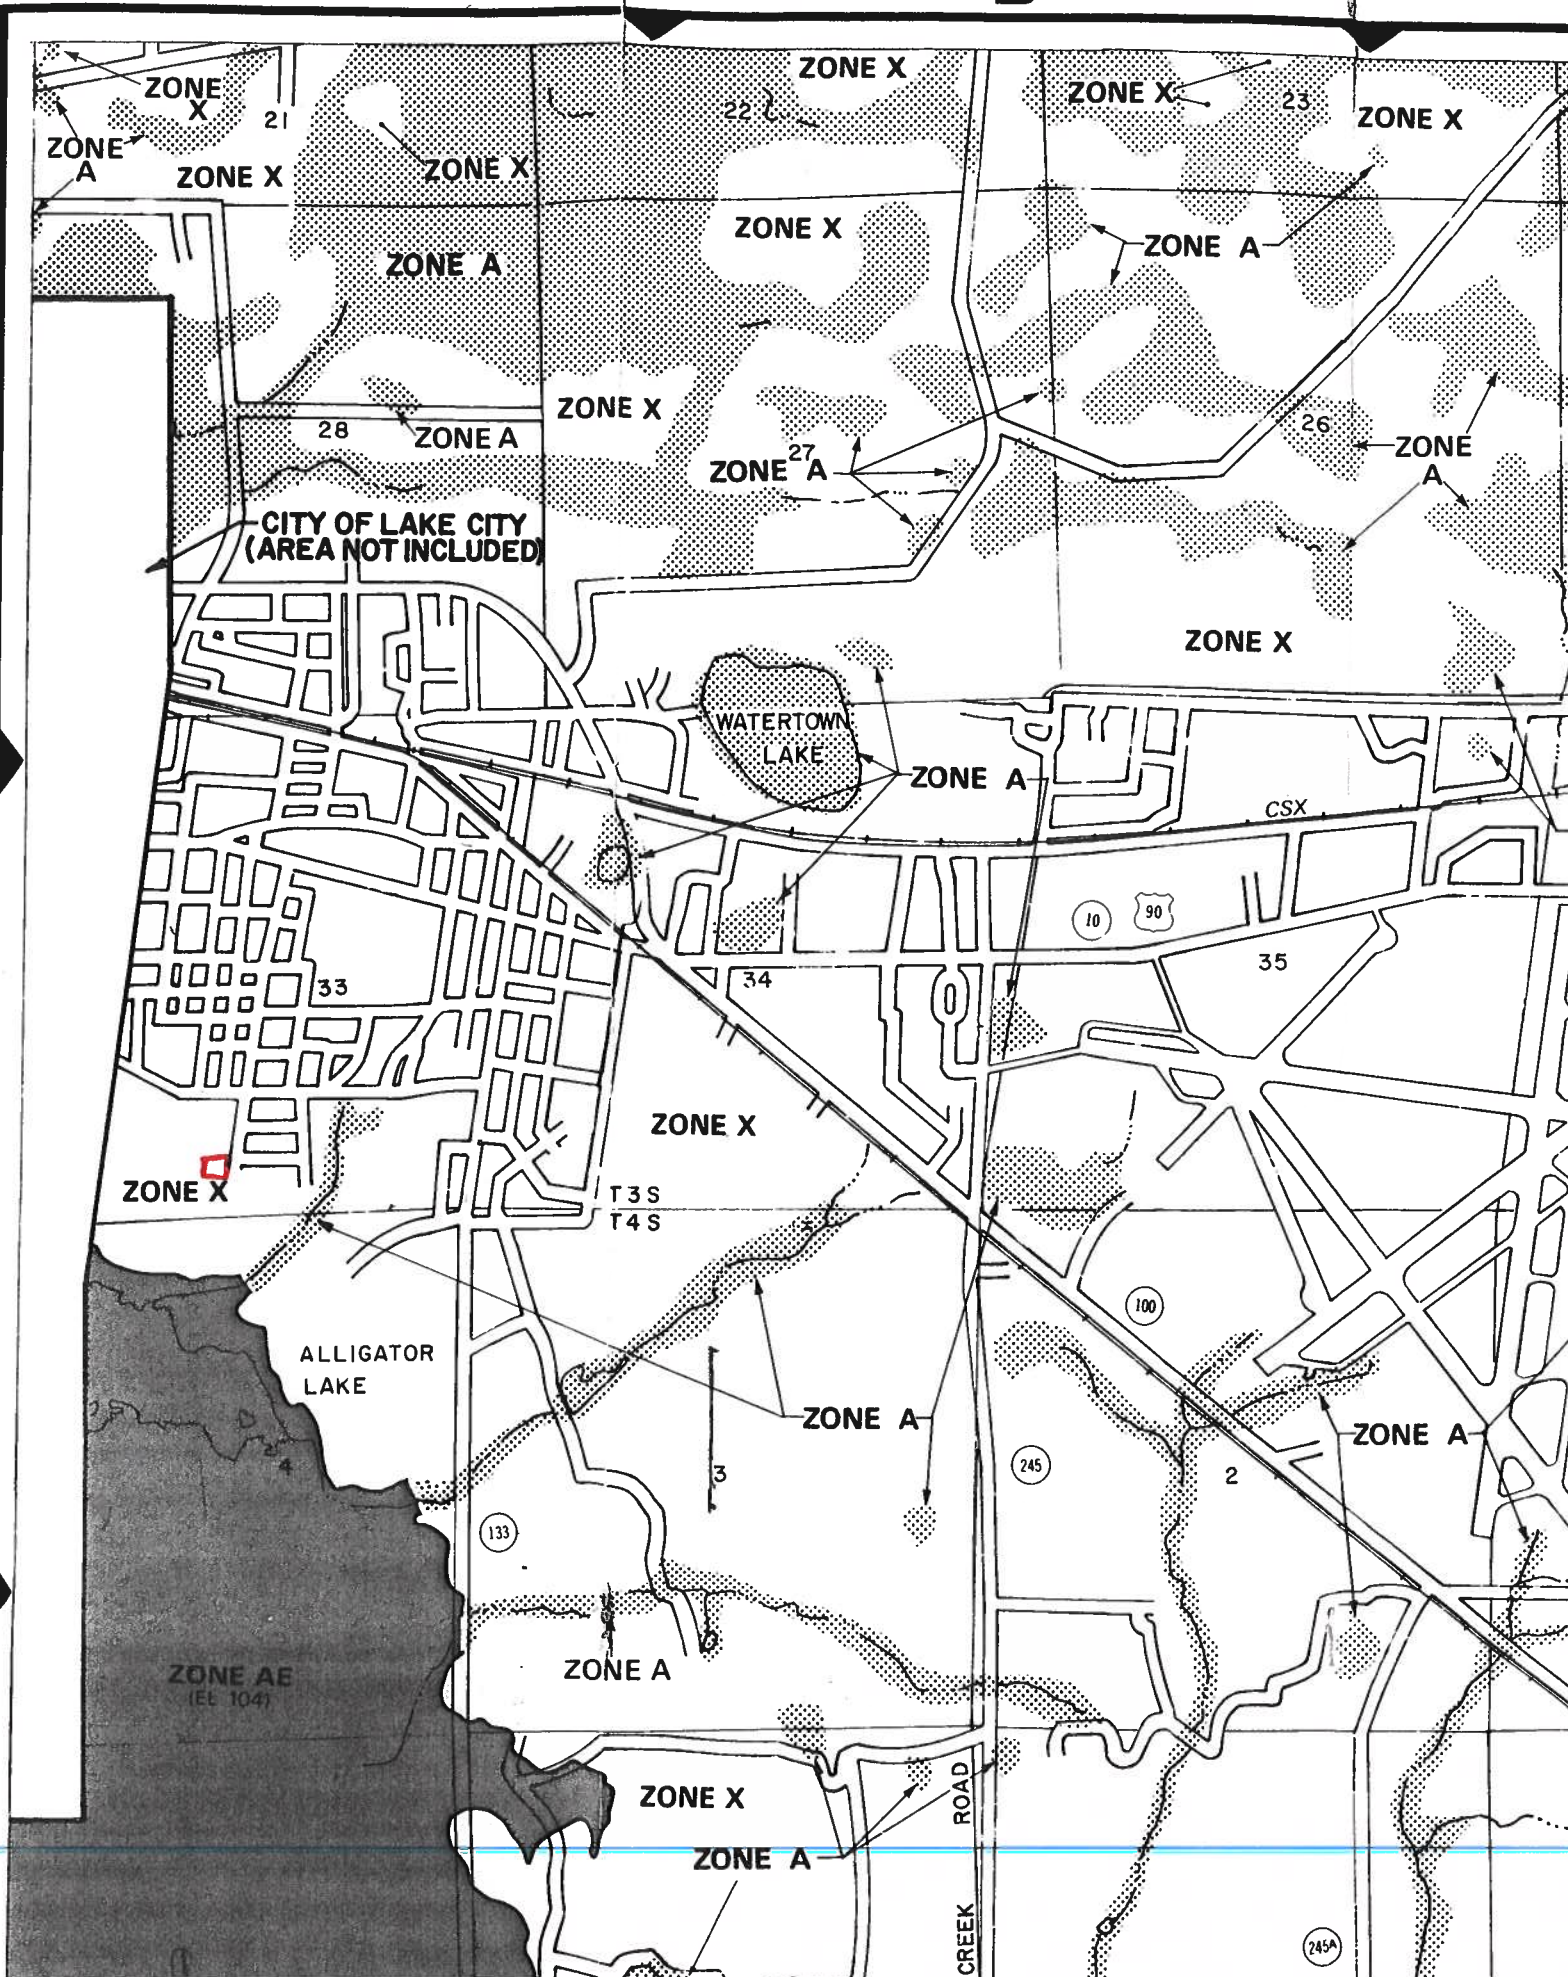 ZONE X
ZONE X
ZONE X
21
22
23
ZONE X
ZONE
A
ZONE X
ZONE X
ZONE X
ZONE A
ZONE A
ZONE X
28
ZONE A
27
ZONE A
26
ZONE
A
CITY OF LAKE CITY
(AREA NOT INCLUDED)
ZONE X
WATERTOWN
LAKE
ZONE A
CSX
10
90
33
34
35
ZONE X
ZONE X
T3S
T4S
100
ALLIGATOR
LAKE
ZONE A
ZONE A
4
3
245
2
133
ZONE AE
(EL 104)
ZONE A
ZONE X
ROAD
ZONE A
CREEK
245A